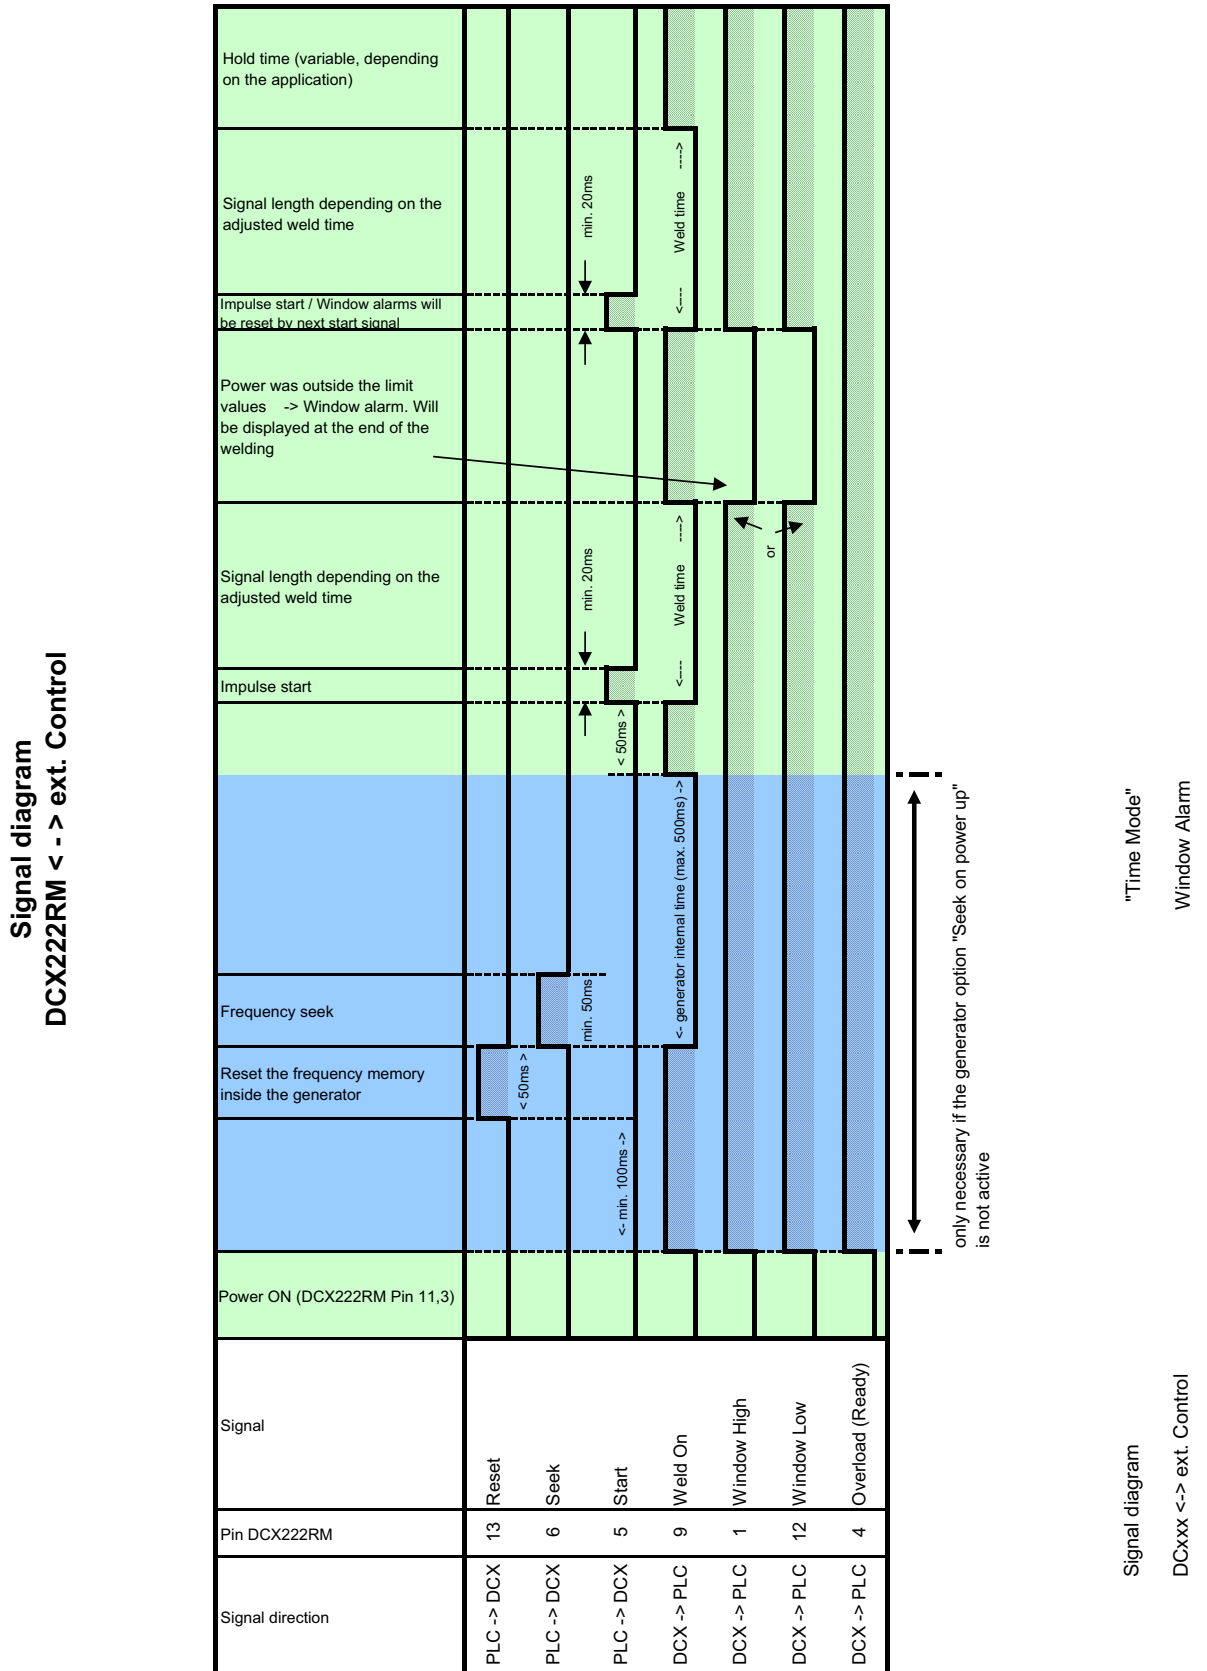 Signal diagram
DCX222RM < - > ext. Control
Hold time (variable, depending
on the application)
Signal length depending on the
adjusted weld time
Impulse start / Window alarms will
be reset by next start signal
Power was outside the limit
values -> Window alarm. Will
be displayed at the end of the
welding
Signal length depending on the
adjusted weld time
Impulse start
Frequency seek
Reset the frequency memory
inside the generator
Power ON (DCX222RM Pin 11,3)
Signal
Pin DCX222RM
Signal direction
Reset
13
PLC -> DCX
Seek
6
PLC -> DCX
Start
5
PLC -> DCX
Weld On
9
DCX -> PLC
Window High
1
DCX -> PLC
Window Low
12
DCX -> PLC
Overload (Ready)
4
DCX -> PLC
< 50ms >
min. 50ms
<- min. 100ms ->
< 50ms >
min. 20ms
min. 20ms
<- generator internal time (max. 500ms) ->
<---- Weld time ---->
<---- Weld time ---->
or
only necessary if the generator option "Seek on power up"
is not active
Signal diagram
"Time Mode"
DCxxx <-> ext. Control
Window Alarm